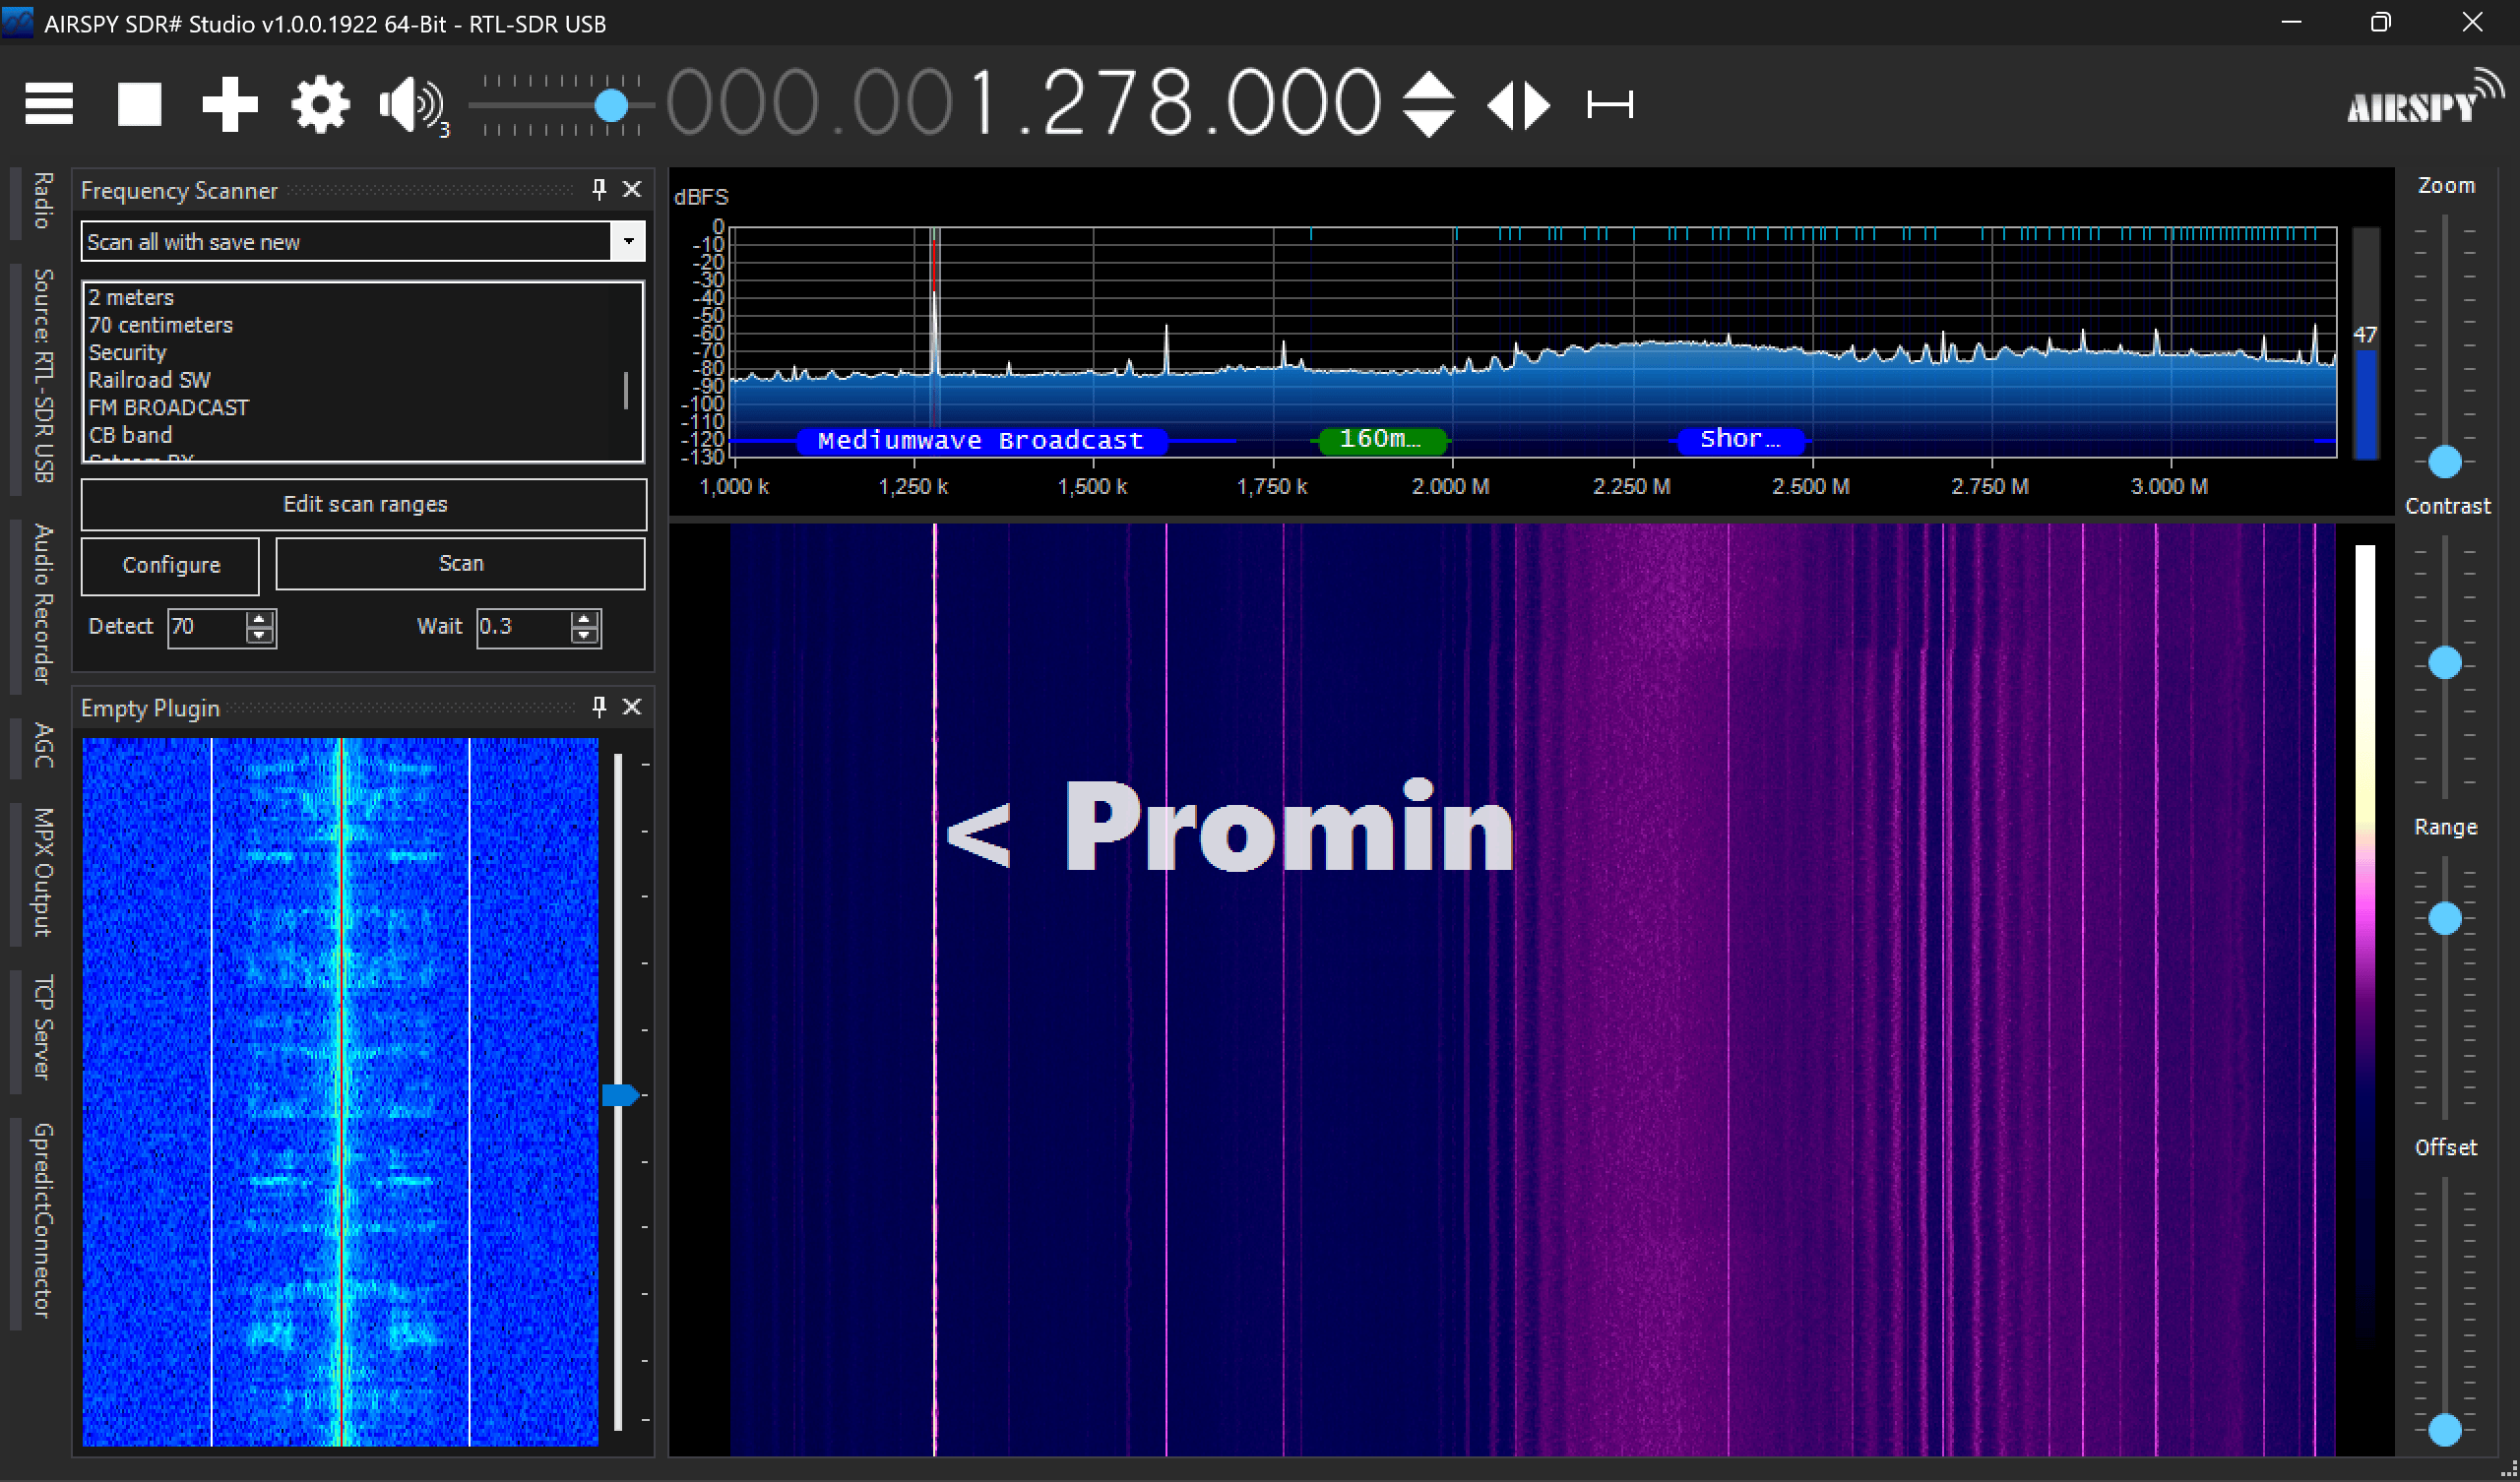 AIRSPY SDR# Studio v1.0.0.1922 64-Bit - RTL-SDR USB
3
000.001.278.000
AIRSPY
Radio
Source: RTL-SDR USB
Audio Recorder
AGC
MPX Output
TCP Server
GpredictConnector
Frequency Scanner
Scan all with save new
2 meters
70 centimeters
Security
Railroad SW
FM BROADCAST
CB band
Edit scan ranges
Configure
Scan
Detect 70
Wait 0.3
Empty Plugin
dBFS
0
-10
-20
-30
-40
-50
-60
-70
-80
-90
-100
-110
-120
-130
Mediumwave Broadcast
160m…
Shor…
1,000 k
1,250 k
1,500 k
1,750 k
2.000 M
2.250 M
2.500 M
2.750 M
3.000 M
47
< Promin
Zoom
Contrast
Range
Offset